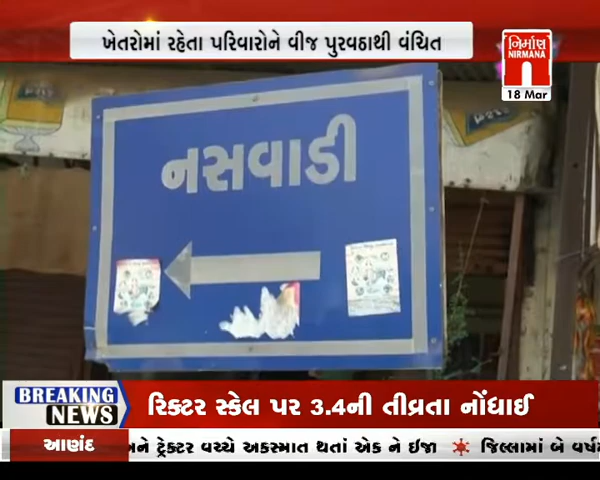 ખેતરોમાં રહેતા પરિવારોને વીજ પુરવઠાથી વંચિત
નિર્માણ
NIRMANA
18 Mar
નસવાડી
BREAKING
NEWS
રિક્ટર સ્કેલ પર 3.4ની તીવ્રતા નોંધાઈ
આણંદ
અને ટ્રેક્ટર વચ્ચે અકસ્માત થતાં એક ને ઇજા
જિલ્લામાં બે